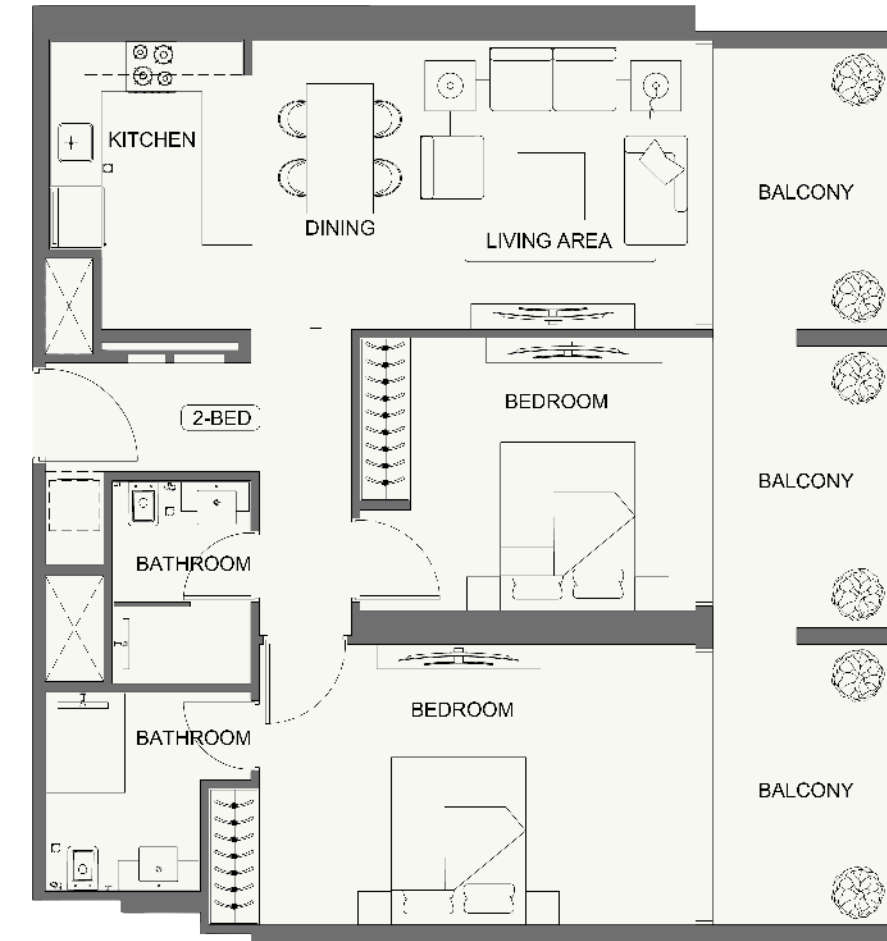 KITCHEN
DINING
LIVING AREA
BALCONY
2-BED
BEDROOM
BALCONY
BATHROOM
BEDROOM
BATHROOM
BALCONY